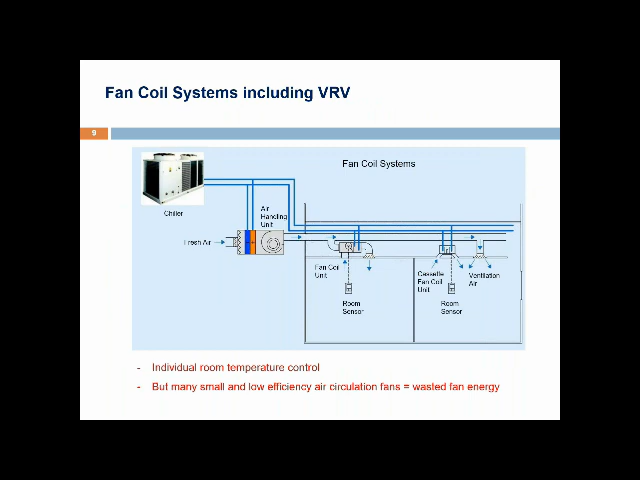 Fan Coil Systems including VRV
9
Fan Coil Systems
Chiller
Air
Handling
Unit
Fresh Air
Fan Coil
Unit
Room
Sensor
Cassette
Fan Coil
Unit
Room
Sensor
Ventilation
Air
- Individual room temperature control
- But many small and low efficiency air circulation fans = wasted fan energy